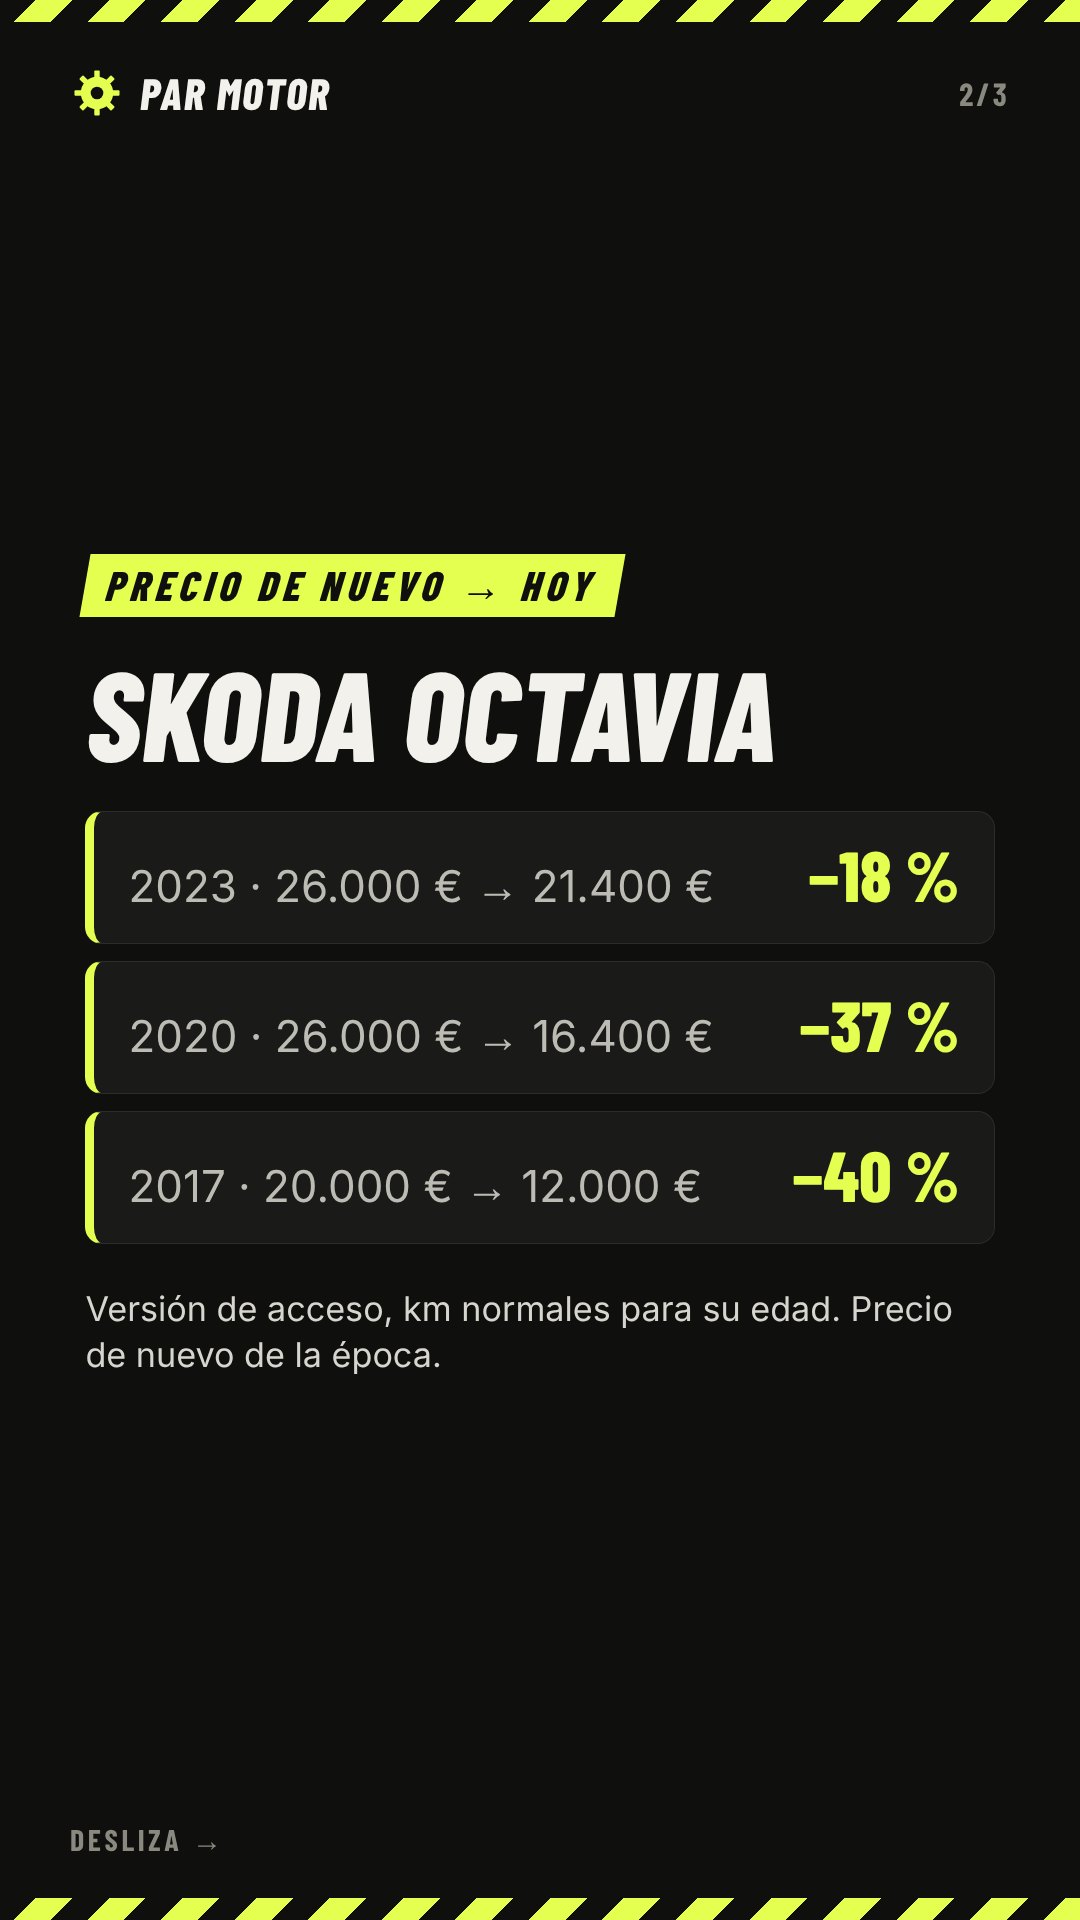 PAR MOTOR
2/3
PRECIO DE NUEVO → HOY
SKODA OCTAVIA
2023 · 26.000 € → 21.400 € −18 %
2020 · 26.000 € → 16.400 € −37 %
2017 · 20.000 € → 12.000 € −40 %
Versión de acceso, km normales para su edad. Precio
de nuevo de la época.
DESLIZA →